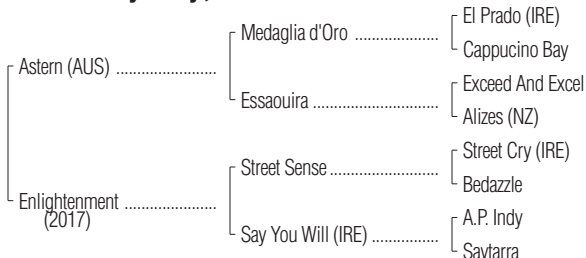 El Prado (IRE)
Medaglia d'Oro ...................
Cappucino Bay
Astern (AUS) .......................
Exceed And Excel
Essaouira .............................
Alizes (NZ)
Street Cry (IRE)
Street Sense .........................
Bedazzle
Enlightenment .....................
(2017)
A.P. Indy
Say You Will (IRE) ................
Saytarra